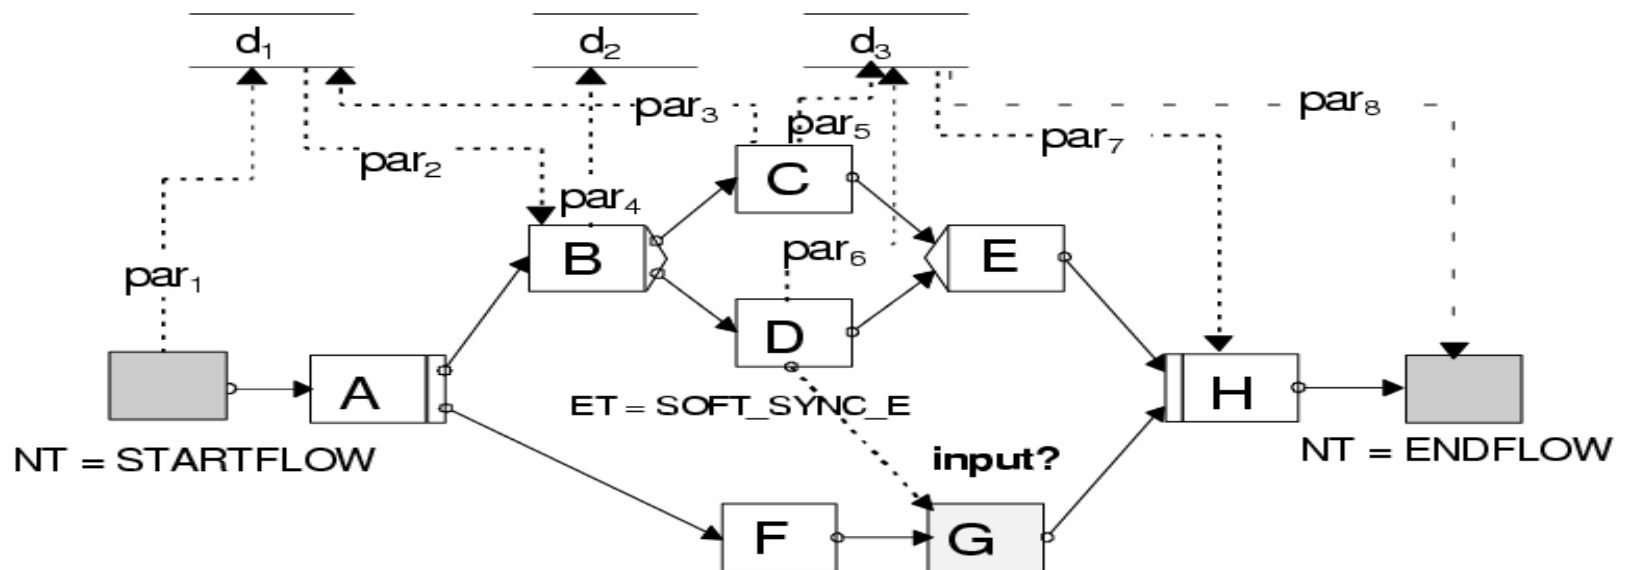 d₁ d₂ d₃
par₃ par₈
par₅
par₇
par₂
C
par₄
par₆
B E
par₁
D
A H
ET = SOFT_SYNC_E
NT = STARTFLOW input? NT = ENDFLOW
F G